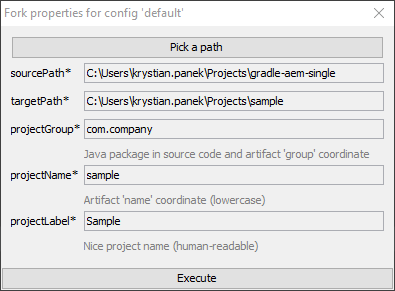 Fork properties for config 'default'
Pick a path
sourcePath* C:\Users\krystian.panek\Projects\gradle-aem-single
targetPath* C:\Users\krystian.panek\Projects\sample
projectGroup* com.company
Java package in source code and artifact 'group' coordinate
projectName* sample
Artifact 'name' coordinate (lowercase)
projectLabel* Sample
Nice project name (human-readable)
Execute